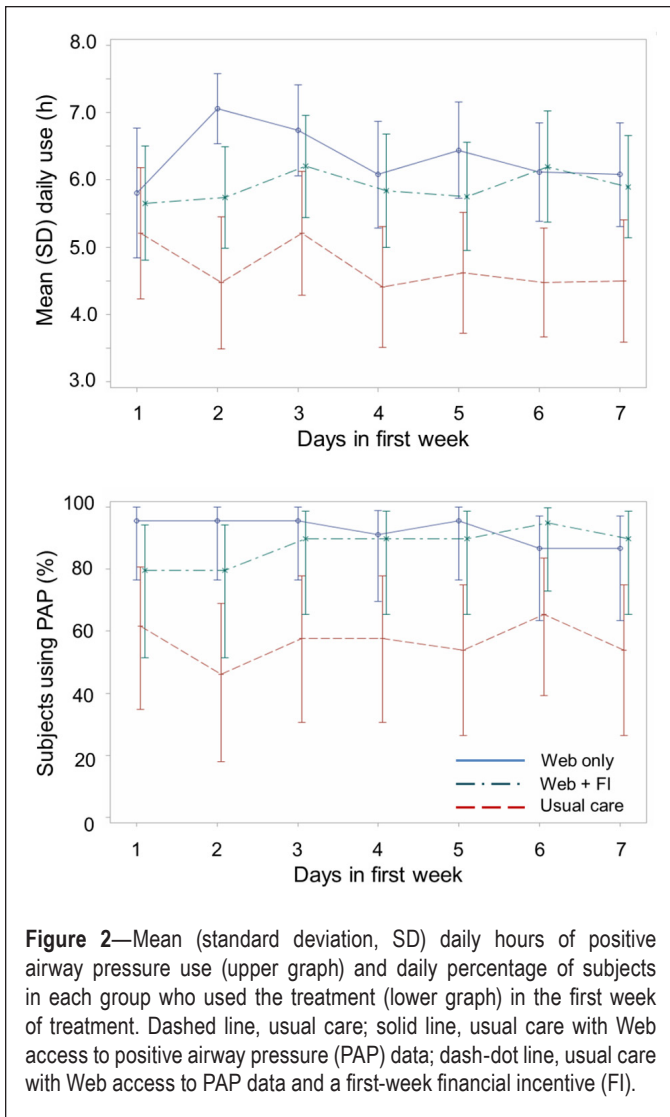 8.0
7.0
6.0
5.0
4.0
3.0
Mean (SD) daily use (h)
1 2 3 4 5 6 7
Days in first week
100
80
60
40
20
0
Subjects using PAP (%)
Web only
Web + FI
Usual care
1 2 3 4 5 6 7
Days in first week
Figure 2—Mean (standard deviation, SD) daily hours of positive
airway pressure use (upper graph) and daily percentage of subjects
in each group who used the treatment (lower graph) in the first week
of treatment. Dashed line, usual care; solid line, usual care with Web
access to positive airway pressure (PAP) data; dash-dot line, usual care
with Web access to PAP data and a first-week financial incentive (FI).